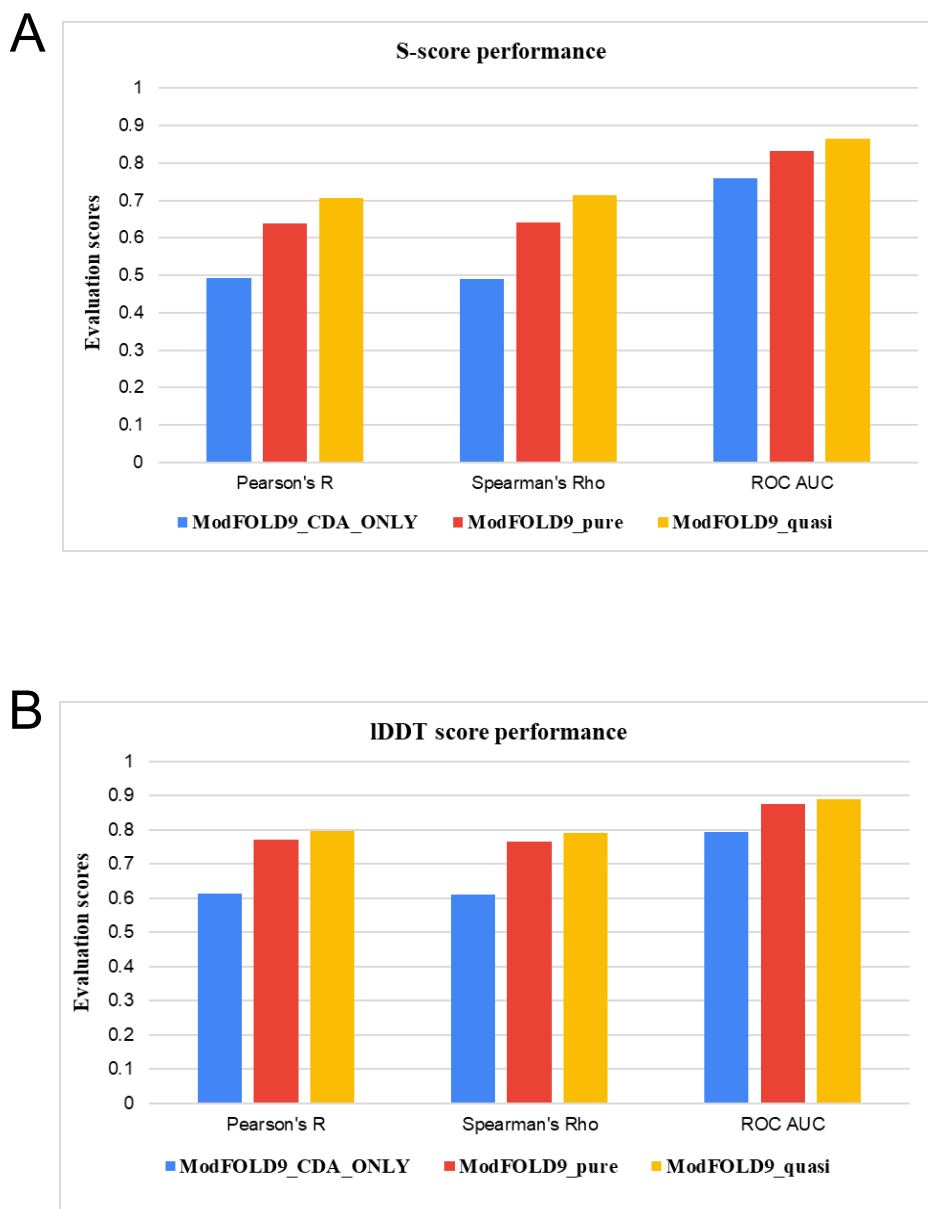 A
S-score performance
Evaluation scores
1
0.9
0.8
0.7
0.6
0.5
0.4
0.3
0.2
0.1
0
Pearson's R Spearman's Rho ROC AUC
ModFOLD9_CDA_ONLY ModFOLD9_pure ModFOLD9_quasi
B
lDDT score performance
Evaluation scores
1
0.9
0.8
0.7
0.6
0.5
0.4
0.3
0.2
0.1
0
Pearson's R Spearman's Rho ROC AUC
ModFOLD9_CDA_ONLY ModFOLD9_pure ModFOLD9_quasi